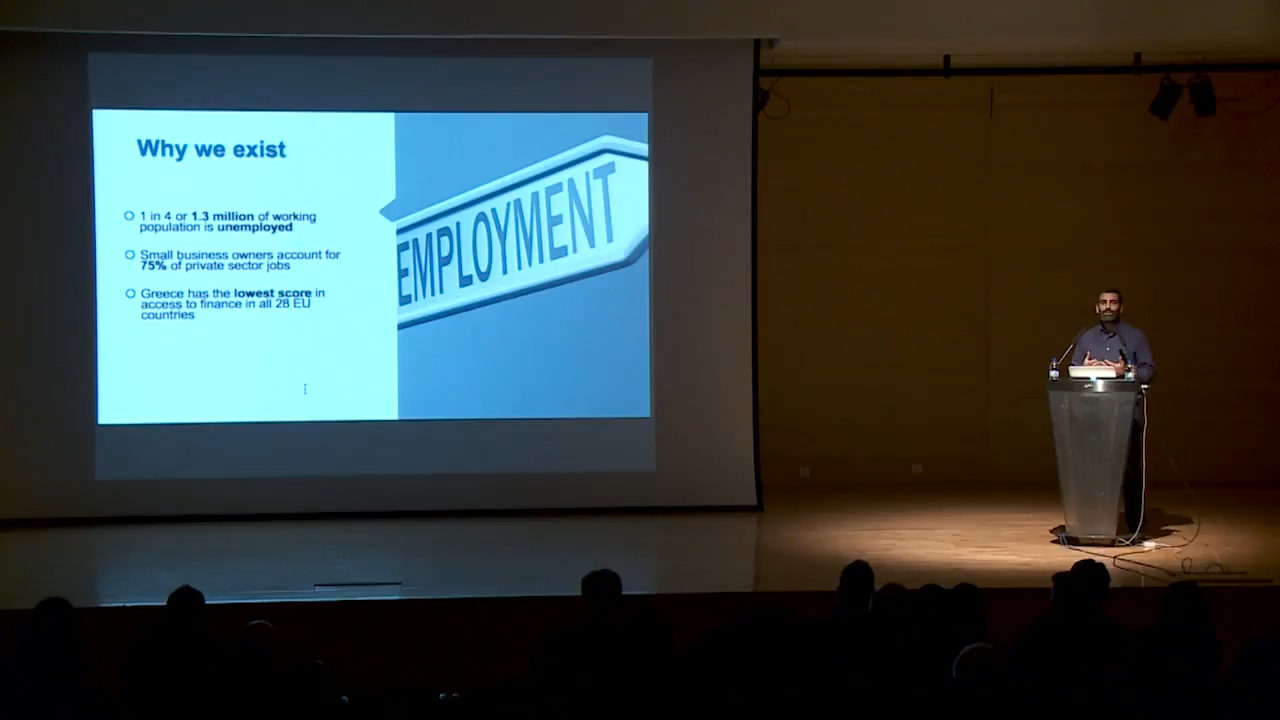 Why we exist
1 in 4 or 1.3 million of working
population is unemployed
Small business owners account for
75% of private sector jobs
Greece has the lowest score in
access to finance in all 28 EU
countries
EMPLOYMENT